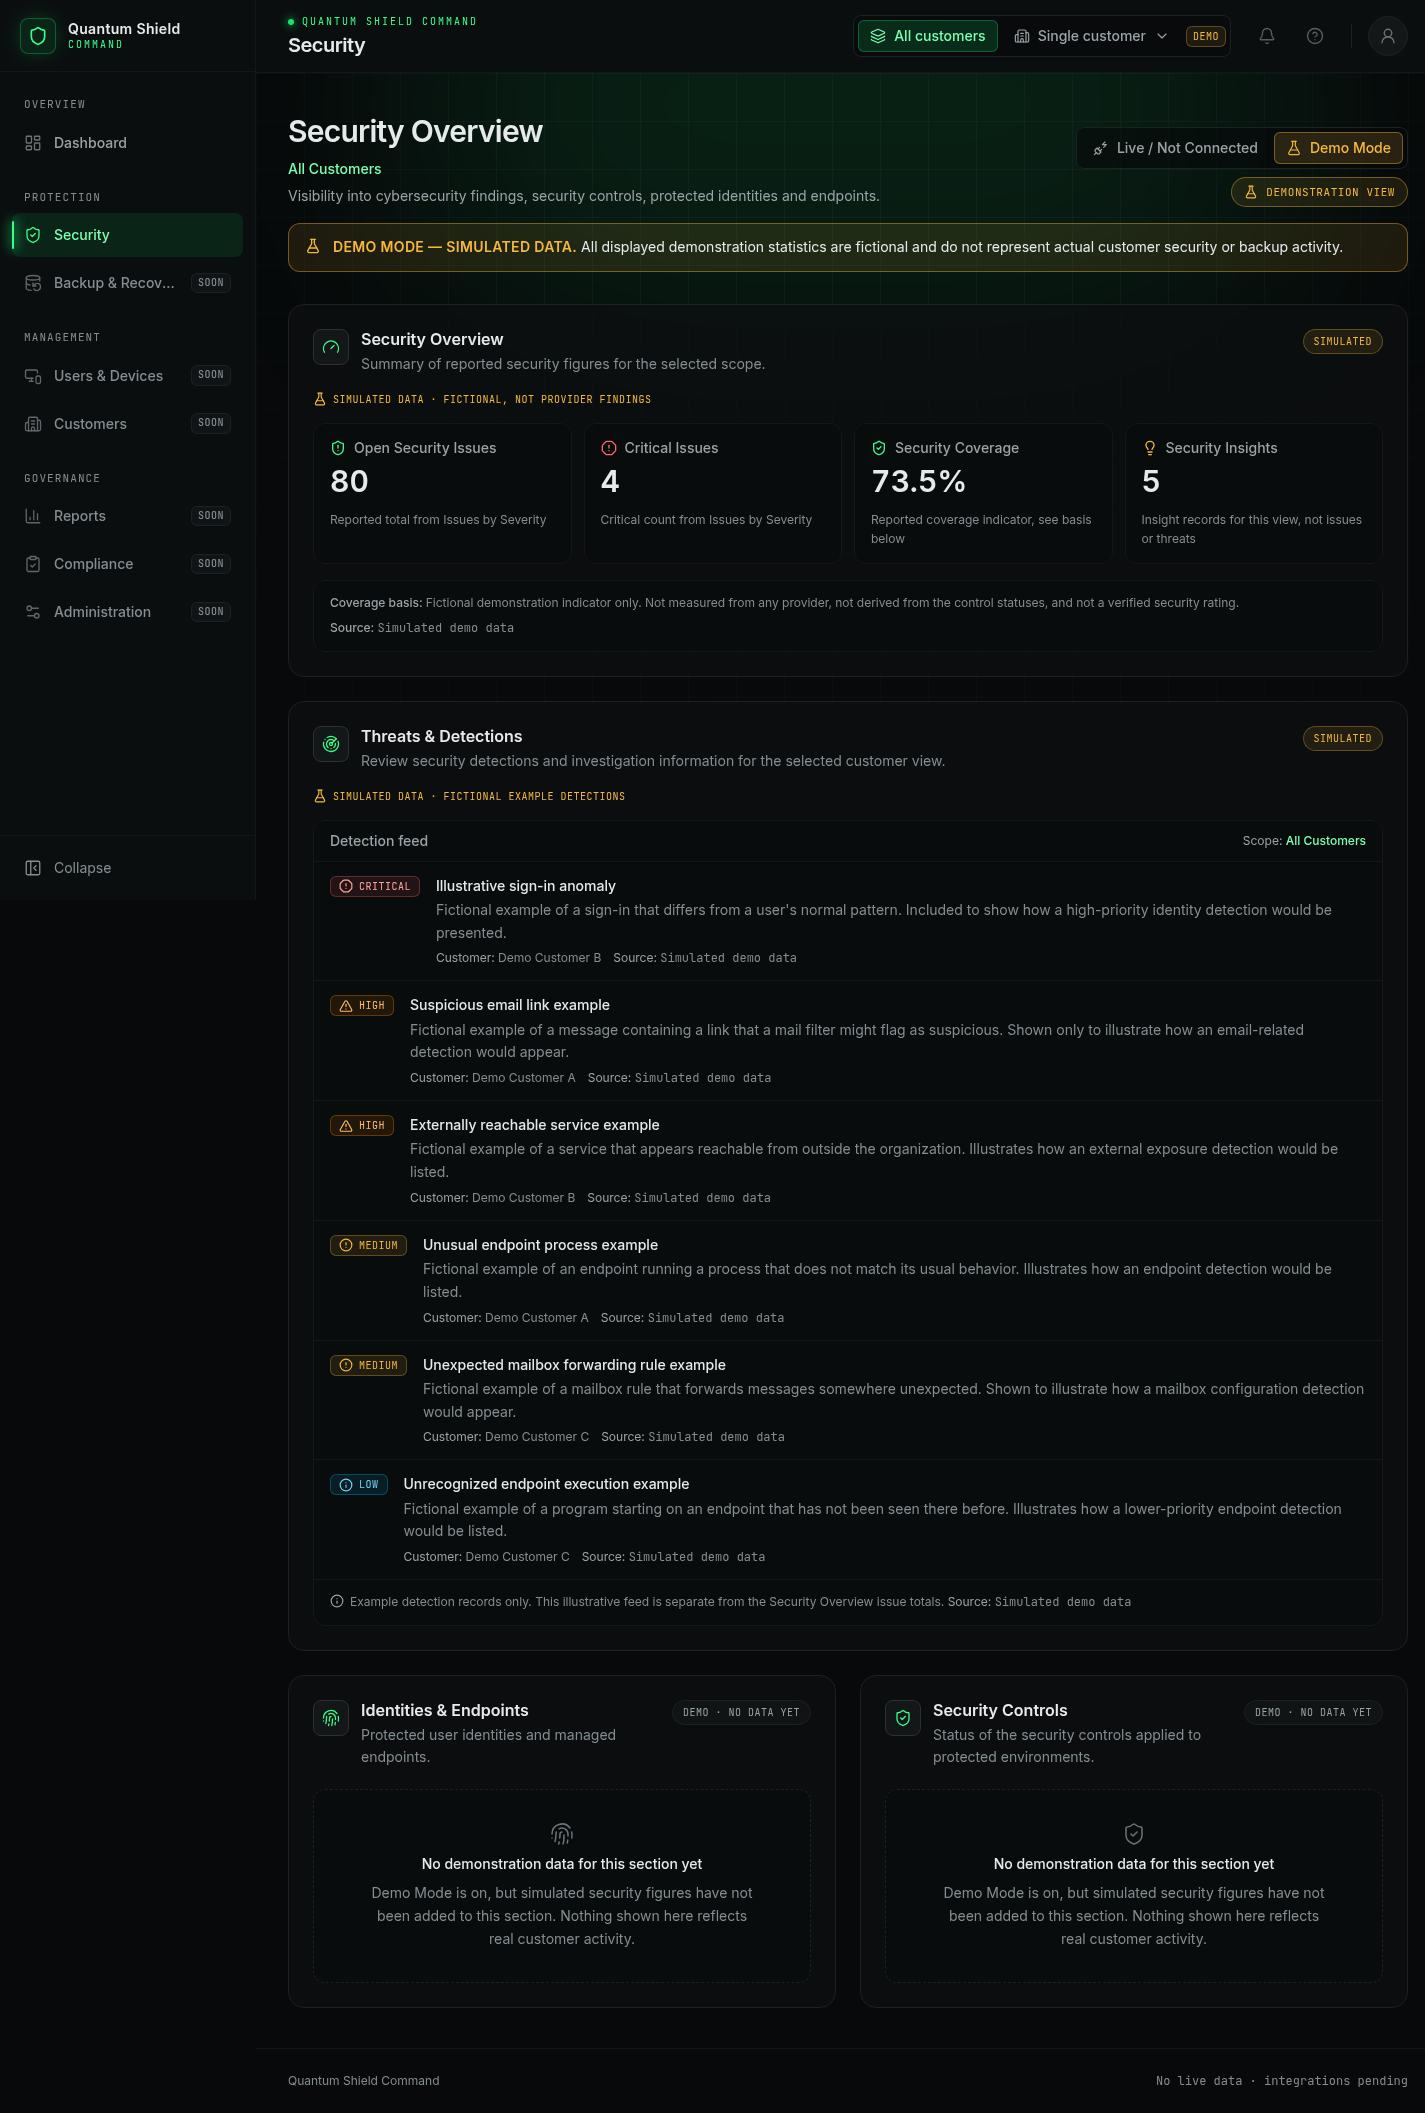 Quantum Shield
COMMAND
OVERVIEW
Dashboard
PROTECTION
Security
Backup & Recov...
SOON
MANAGEMENT
Users & Devices
SOON
Customers
SOON
GOVERNANCE
Reports
SOON
Compliance
SOON
Administration
SOON
Collapse
QUANTUM SHIELD COMMAND
Security
All customers
Single customer
DEMO
Security Overview
All Customers
Visibility into cybersecurity findings, security controls, protected identities and endpoints.
Live / Not Connected
Demo Mode
DEMONSTRATION VIEW
DEMO MODE — SIMULATED DATA. All displayed demonstration statistics are fictional and do not represent actual customer security or backup activity.
Security Overview
Summary of reported security figures for the selected scope.
SIMULATED
SIMULATED DATA · FICTIONAL, NOT PROVIDER FINDINGS
Open Security Issues
80
Reported total from Issues by Severity
Critical Issues
4
Critical count from Issues by Severity
Security Coverage
73.5%
Reported coverage indicator, see basis
below
Security Insights
5
Insight records for this view, not issues
or threats
Coverage basis: Fictional demonstration indicator only. Not measured from any provider, not derived from the control statuses, and not a verified security rating.
Source: Simulated demo data
Threats & Detections
Review security detections and investigation information for the selected customer view.
SIMULATED
SIMULATED DATA · FICTIONAL EXAMPLE DETECTIONS
Detection feed
Scope: All Customers
CRITICAL
Illustrative sign-in anomaly
Fictional example of a sign-in that differs from a user's normal pattern. Included to show how a high-priority identity detection would be
presented.
Customer: Demo Customer B Source: Simulated demo data
HIGH
Suspicious email link example
Fictional example of a message containing a link that a mail filter might flag as suspicious. Shown only to illustrate how an email-related
detection would appear.
Customer: Demo Customer A Source: Simulated demo data
HIGH
Externally reachable service example
Fictional example of a service that appears reachable from outside the organization. Illustrates how an external exposure detection would be
listed.
Customer: Demo Customer B Source: Simulated demo data
MEDIUM
Unusual endpoint process example
Fictional example of an endpoint running a process that does not match its usual behavior. Illustrates how an endpoint detection would be
listed.
Customer: Demo Customer A Source: Simulated demo data
MEDIUM
Unexpected mailbox forwarding rule example
Fictional example of a mailbox rule that forwards messages somewhere unexpected. Shown to illustrate how a mailbox configuration detection
would appear.
Customer: Demo Customer C Source: Simulated demo data
LOW
Unrecognized endpoint execution example
Fictional example of a program starting on an endpoint that has not been seen there before. Illustrates how a lower-priority endpoint detection
would be listed.
Customer: Demo Customer C Source: Simulated demo data
Example detection records only. This illustrative feed is separate from the Security Overview issue totals. Source: Simulated demo data
Identities & Endpoints
Protected user identities and managed
endpoints.
DEMO · NO DATA YET
No demonstration data for this section yet
Demo Mode is on, but simulated security figures have not
been added to this section. Nothing shown here reflects
real customer activity.
Security Controls
Status of the security controls applied to
protected environments.
DEMO · NO DATA YET
No demonstration data for this section yet
Demo Mode is on, but simulated security figures have not
been added to this section. Nothing shown here reflects
real customer activity.
Quantum Shield Command
No live data · integrations pending